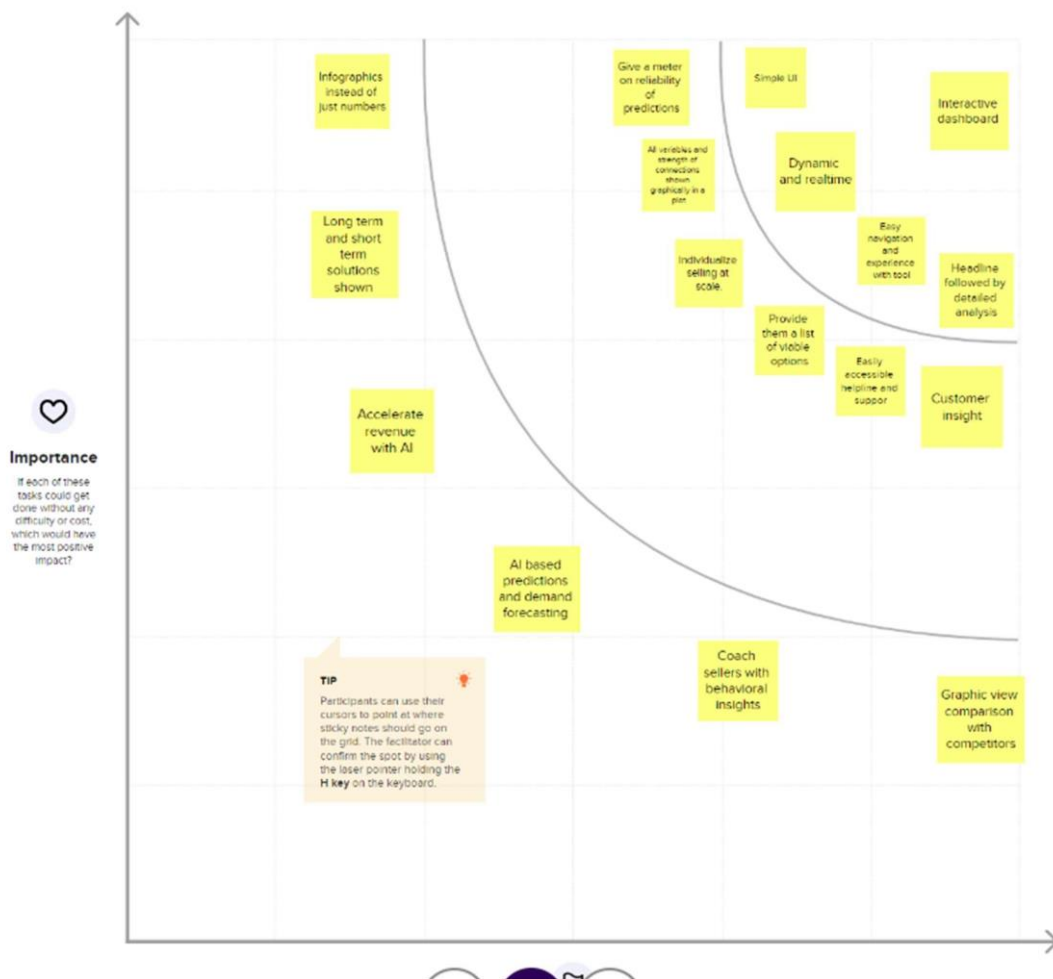 Infographics
instead of
just numbers
Give a meter
on reliability
of
predictions
Simple UI
Interactive
dashboard
All variables and
strength of
connections
shown
graphically in a
plot
Dynamic
and realtime
Long term
and short
term
solutions
shown
Individualize
selling at
scale.
Easy
navigation
and
experience
with tool
Headline
followed by
detailed
analysis
Provide
them a list
of viable
options
Easily
accessible
helpline and
suppor
Customer
insight
Accelerate
revenue
with AI
Importance
If each of these
tasks could get
done without any
difficulty or cost,
which would have
the most positive
impact?
AI based
predictions
and demand
forecasting
Coach
sellers with
behavioral
insights
Graphic view
comparison
with
competitors
TIP
Participants can use their
cursors to point at where
sticky notes should go on
the grid. The facilitator can
confirm the spot by using
the laser pointer holding the
H key on the keyboard.